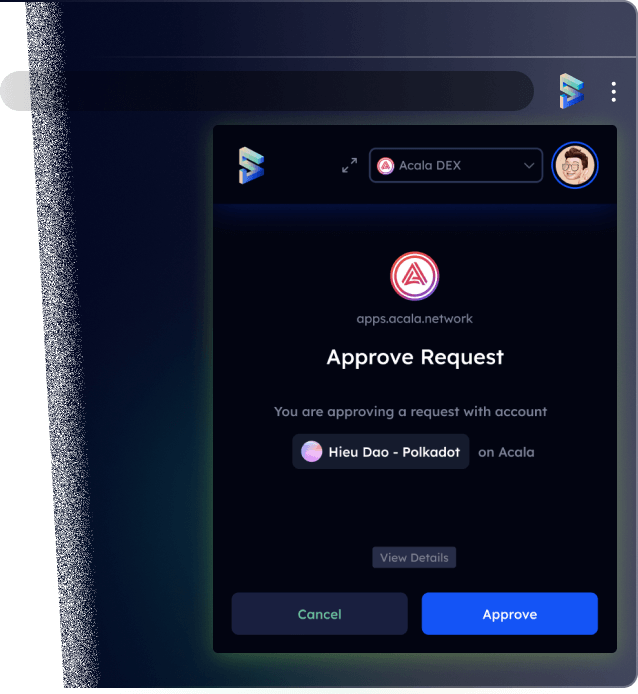 Acala DEX
apps.acala.network
Approve Request
You are approving a request with account
Hieu Dao - Polkadot on Acala
View Details
Cancel Approve